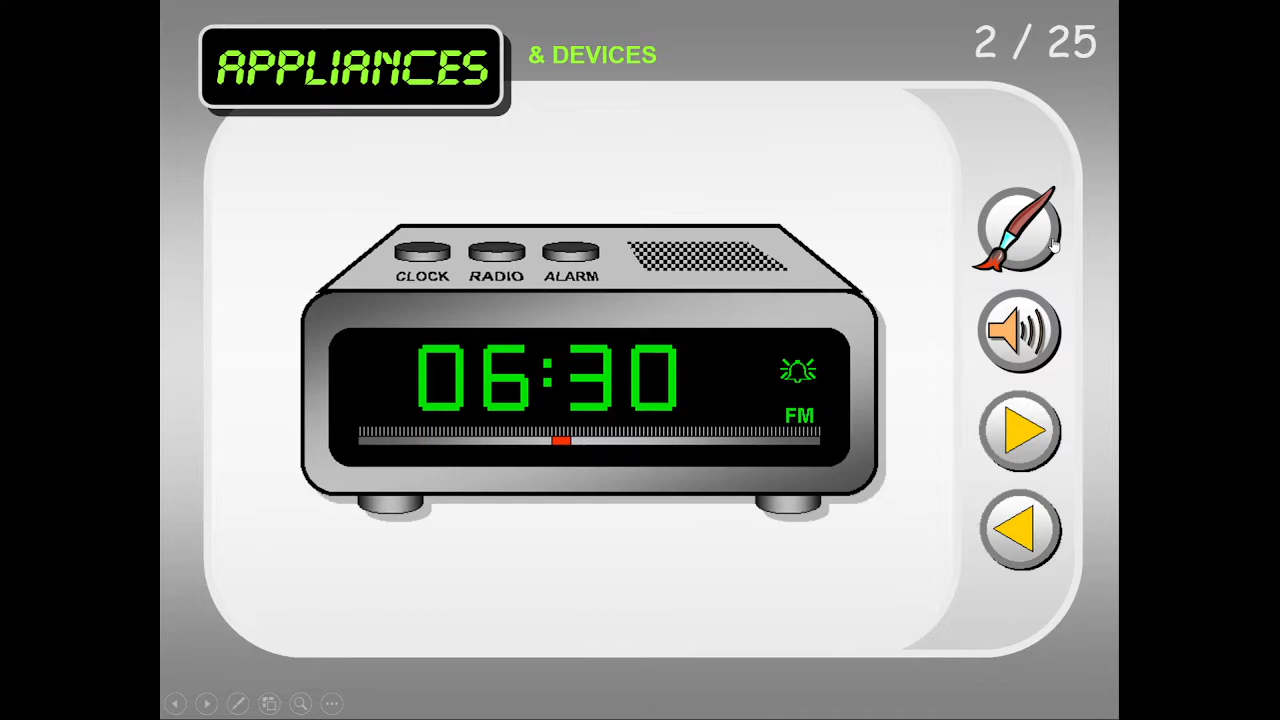 APPLIANCES
& DEVICES
2 / 25
CLOCK RADIO ALARM
06:30
FM